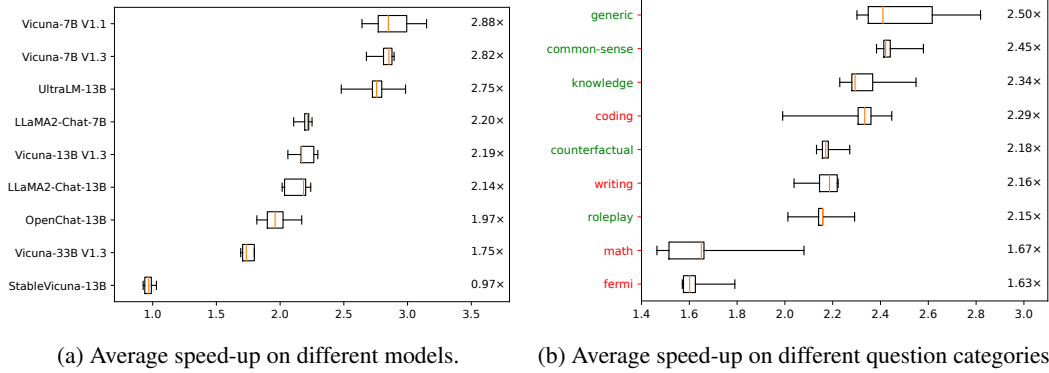 Vicuna-7B V1.1
2.88×
Vicuna-7B V1.3
2.82×
UltraLM-13B
2.75×
LLaMA2-Chat-7B
2.20×
Vicuna-13B V1.3
2.19×
LLaMA2-Chat-13B
2.14×
OpenChat-13B
1.97×
Vicuna-33B V1.3
1.75×
StableVicuna-13B
0.97×
1.0 1.5 2.0 2.5 3.0 3.5
(a) Average speed-up on different models.
generic
2.50×
common-sense
2.45×
knowledge
2.34×
coding
2.29×
counterfactual
2.18×
writing
2.16×
roleplay
2.15×
math
1.67×
fermi
1.63×
1.4 1.6 1.8 2.0 2.2 2.4 2.6 2.8 3.0
(b) Average speed-up on different question categories